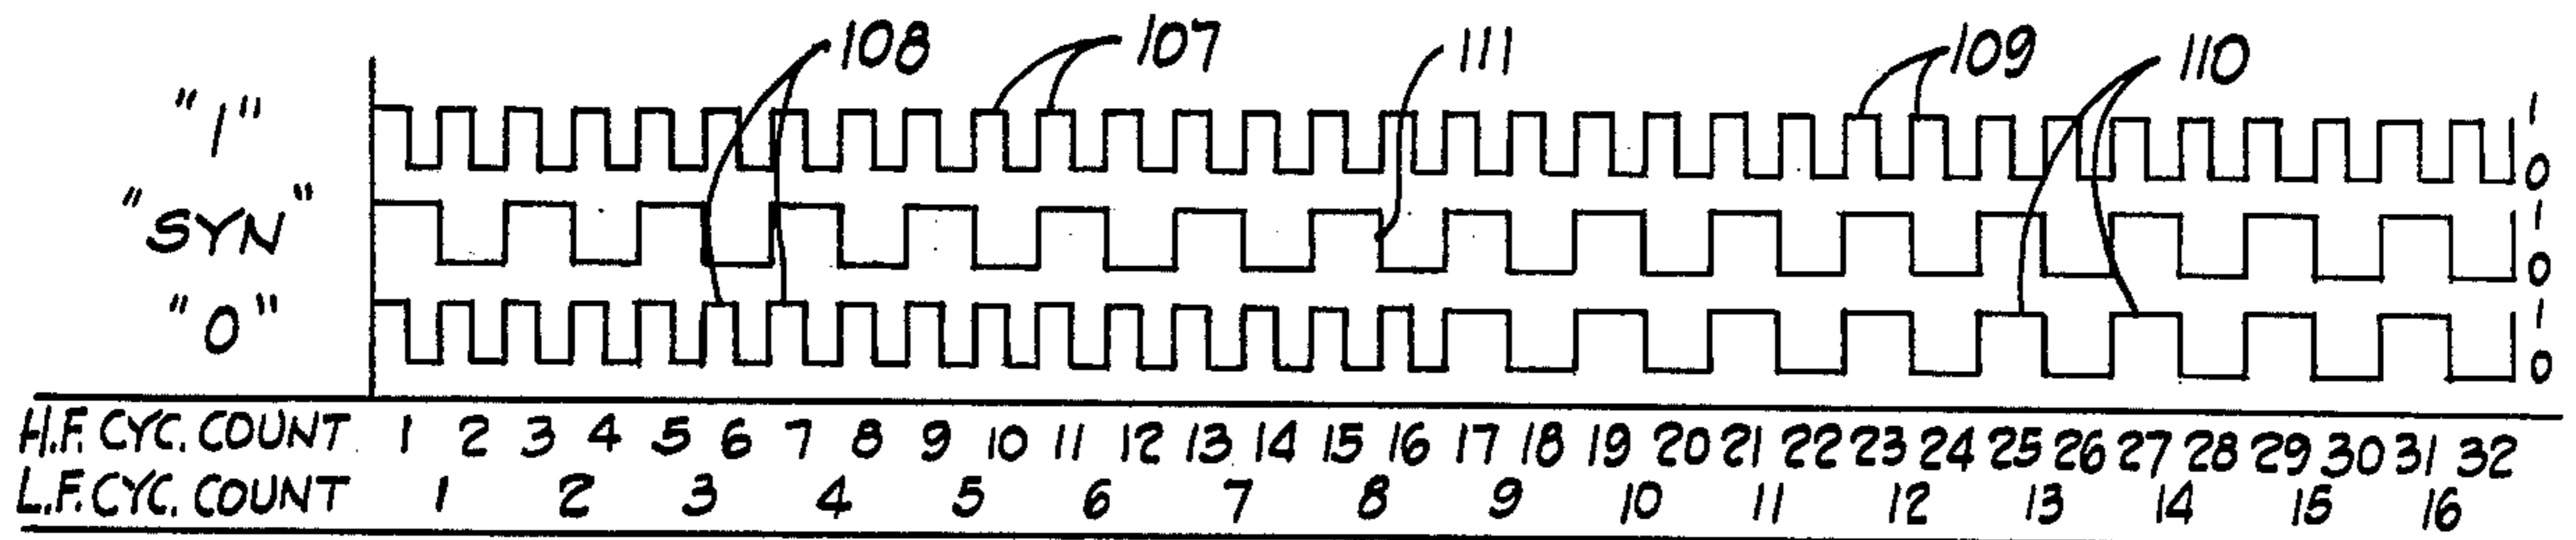 108 107 111 109 110
"1" 1 0
"SYN" 1 0
"0" 1 0
H.F. CYC. COUNT 1 2 3 4 5 6 7 8 9 10 11 12 13 14 15 16 17 18 19 20 21 22 23 24 25 26 27 28 29 30 31 32
L.F. CYC. COUNT 1 2 3 4 5 6 7 8 9 10 11 12 13 14 15 16